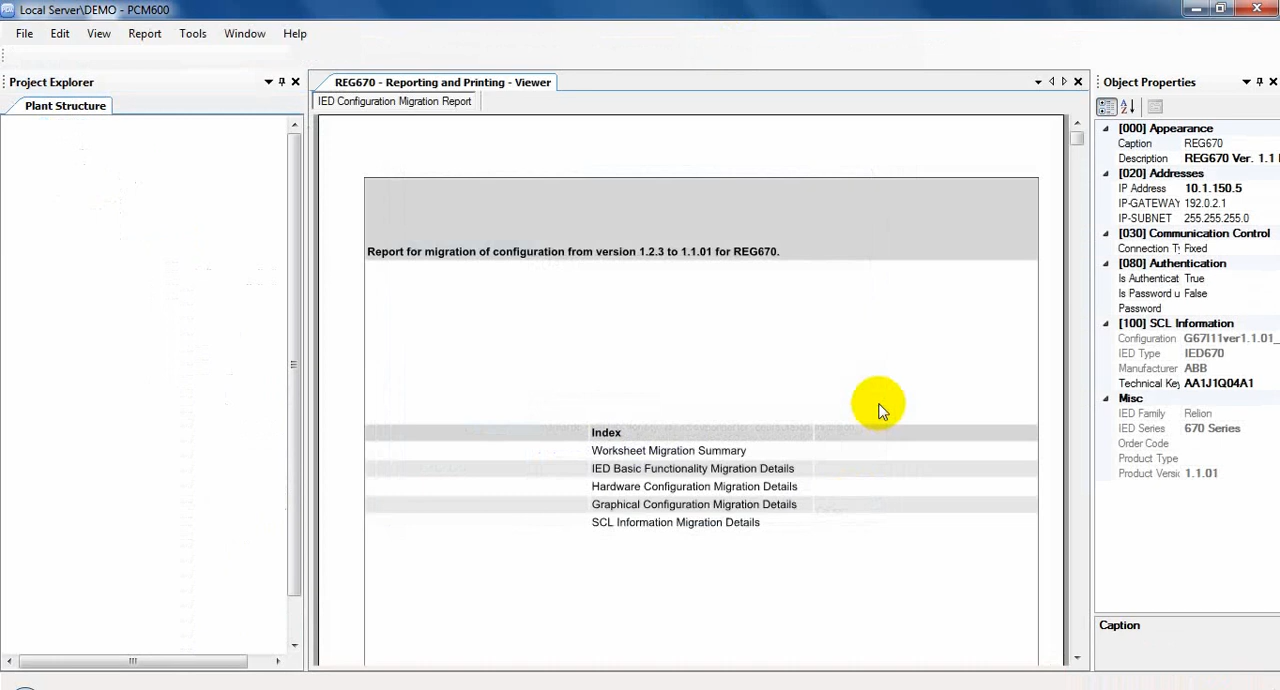 Local Server\DEMO - PCM600
File Edit View Report Tools Window Help
Project Explorer
Plant Structure
REG670 - Reporting and Printing - Viewer
IED Configuration Migration Report
Report for migration of configuration from version 1.2.3 to 1.1.01 for REG670.
Index
Worksheet Migration Summary
IED Basic Functionality Migration Details
Hardware Configuration Migration Details
Graphical Configuration Migration Details
SCL Information Migration Details
Object Properties
[000] Appearance
Caption REG670
Description REG670 Ver. 1.1
[020] Addresses
IP Address 10.1.150.5
IP-GATEWAY 192.0.2.1
IP-SUBNET 255.255.255.0
[030] Communication Control
Connection Ty Fixed
[080] Authentication
Is Authenticat True
Is Password u False
Password
[100] SCL Information
Configuration G67I11ver1.1.01_
IED Type IED670
Manufacturer ABB
Technical Key AA1J1Q04A1
Misc
IED Family Relion
IED Series 670 Series
Order Code
Product Type
Product Versic 1.1.01
Caption